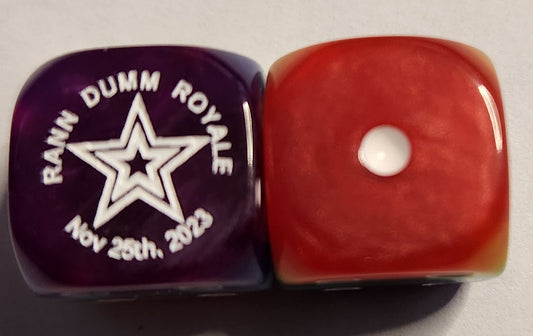 RANN DUMM ROYALE
Nov 25th, 2023